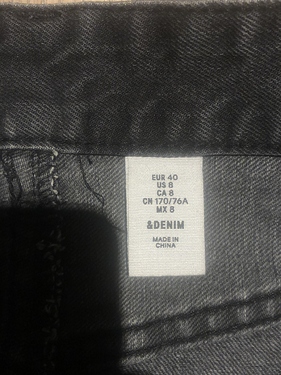 EUR 40
US 8
CA 8
CN 170/76A
MX 8
&DENIM
MADE IN
CHINA